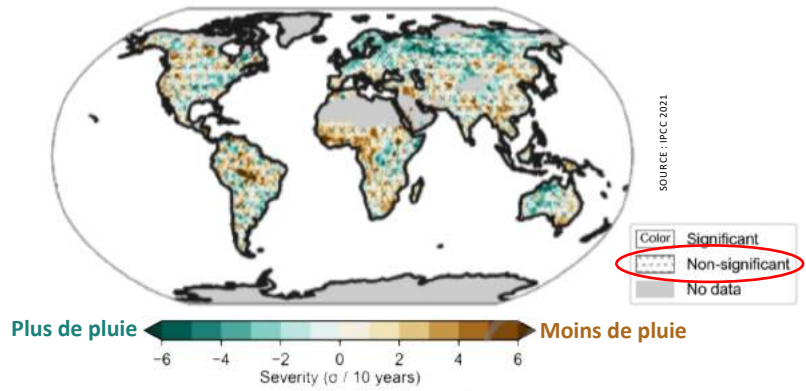 SOURCE : IPCC 2021
Color Significant
Non-significant
No data
Plus de pluie
Moins de pluie
−6 −4 −2 0 2 4 6
Severity (σ / 10 years)